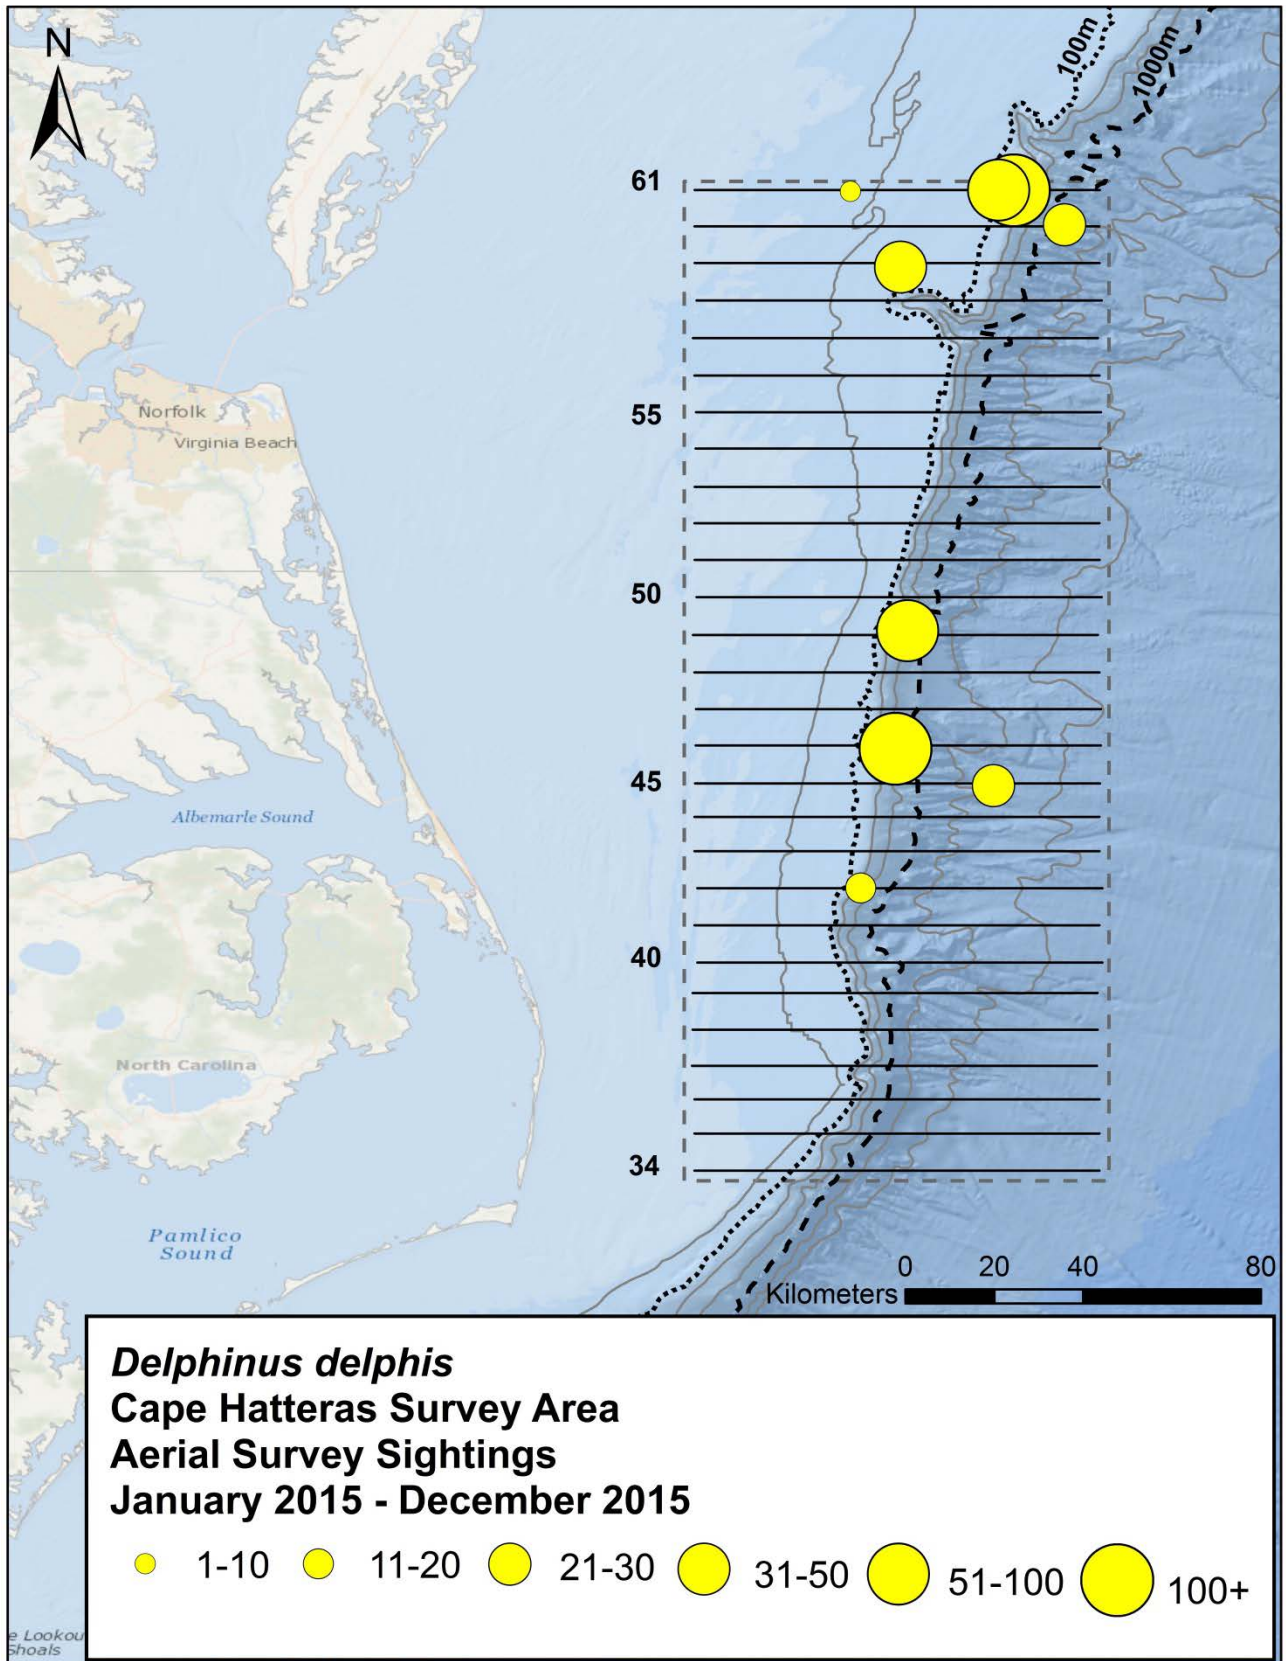 N
100m
1000m
61
Norfolk
Virginia Beach
55
50
45
Albemarle Sound
40
North Carolina
34
Pamlico
Sound
0 20 40 80
Kilometers
Delphinus delphis
Cape Hatteras Survey Area
Aerial Survey Sightings
January 2015 - December 2015
1-10 11-20 21-30 31-50 51-100 100+
e Lookou
Shoals